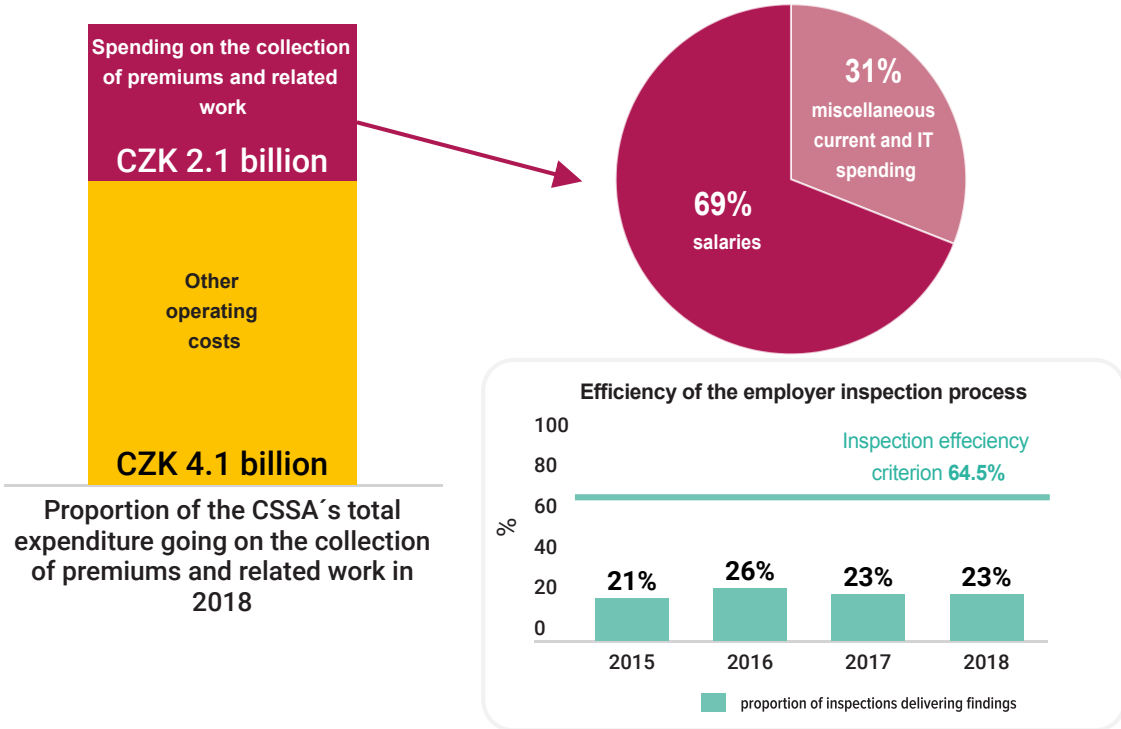 Spending on the collection
of premiums and related
work
CZK 2.1 billion
Other
operating
costs
CZK 4.1 billion
Proportion of the CSSA´s total
expenditure going on the collection
of premiums and related work in
2018
31%
miscellaneous
current and IT
spending
69%
salaries
Efficiency of the employer inspection process
Inspection effeciency
criterion 64.5%
%
100
80
60
40
20
0
21%
26%
23%
23%
2015
2016
2017
2018
proportion of inspections delivering findings